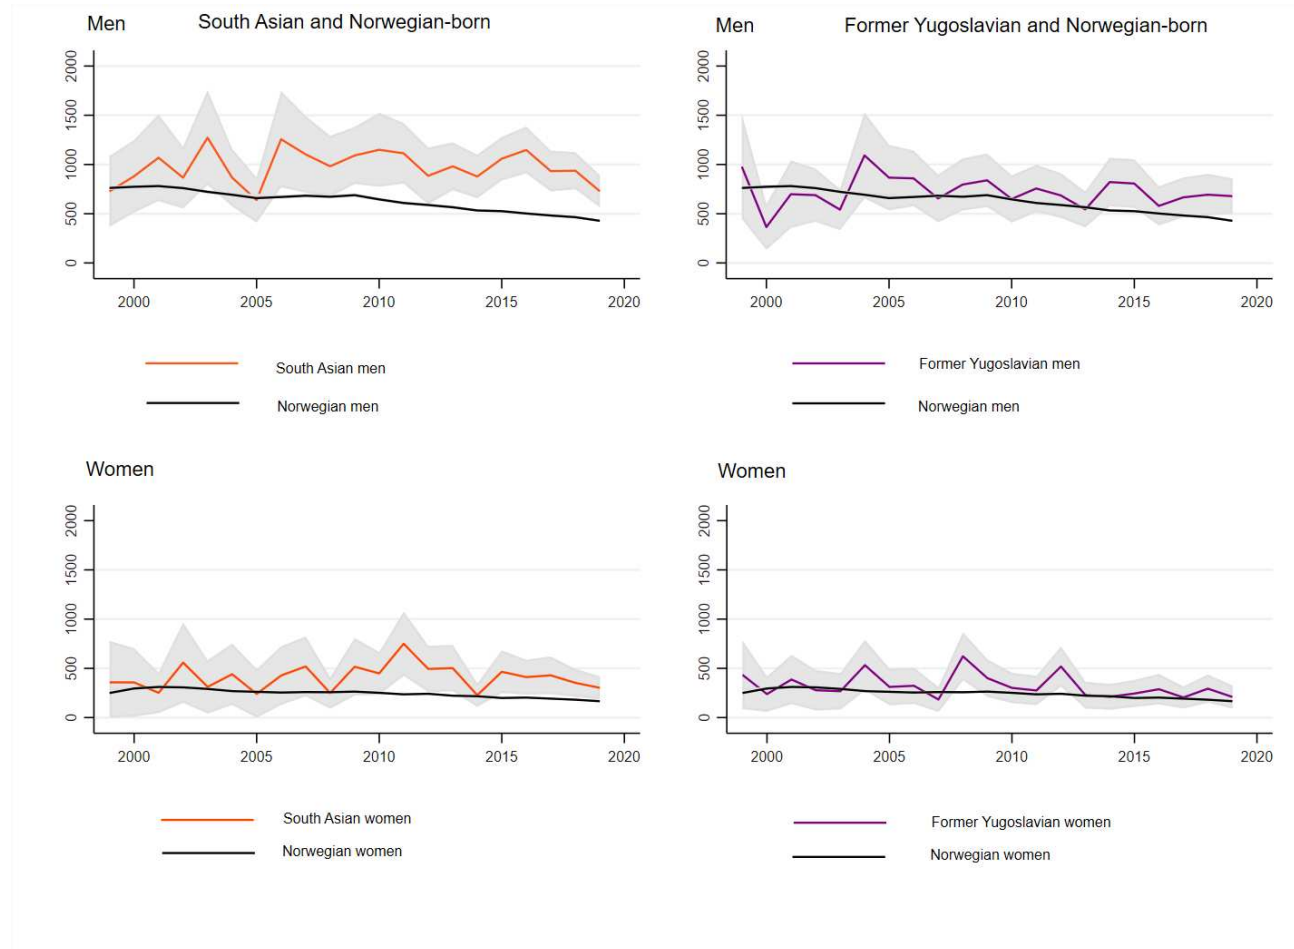 Men South Asian and Norwegian-born
2000
1500
1000
500
0
2000 2005 2010 2015 2020
South Asian men
Norwegian men
Men Former Yugoslavian and Norwegian-born
2000
1500
1000
500
0
2000 2005 2010 2015 2020
Former Yugoslavian men
Norwegian men
Women
2000
1500
1000
500
0
2000 2005 2010 2015 2020
South Asian women
Norwegian women
Women
2000
1500
1000
500
0
2000 2005 2010 2015 2020
Former Yugoslavian women
Norwegian women